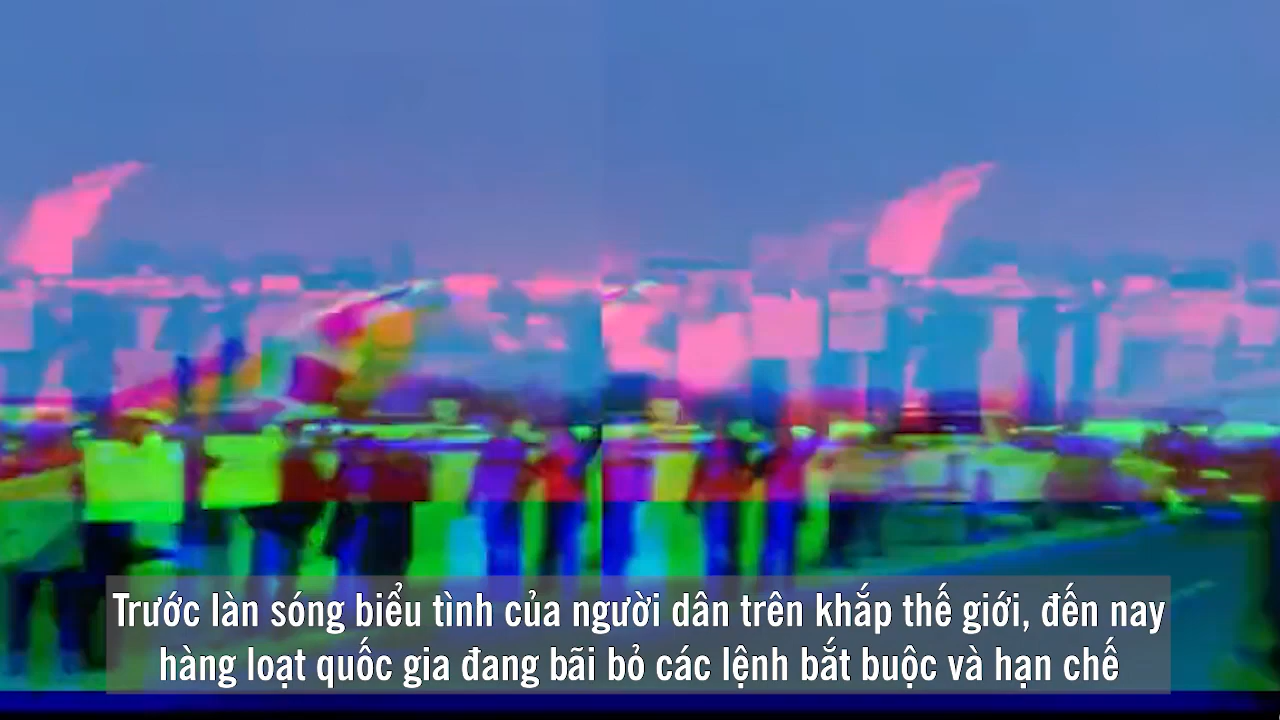 Trước làn sóng biểu tình của người dân trên khắp thế giới, đến nay
hàng loạt quốc gia đang bãi bỏ các lệnh bắt buộc và hạn chế